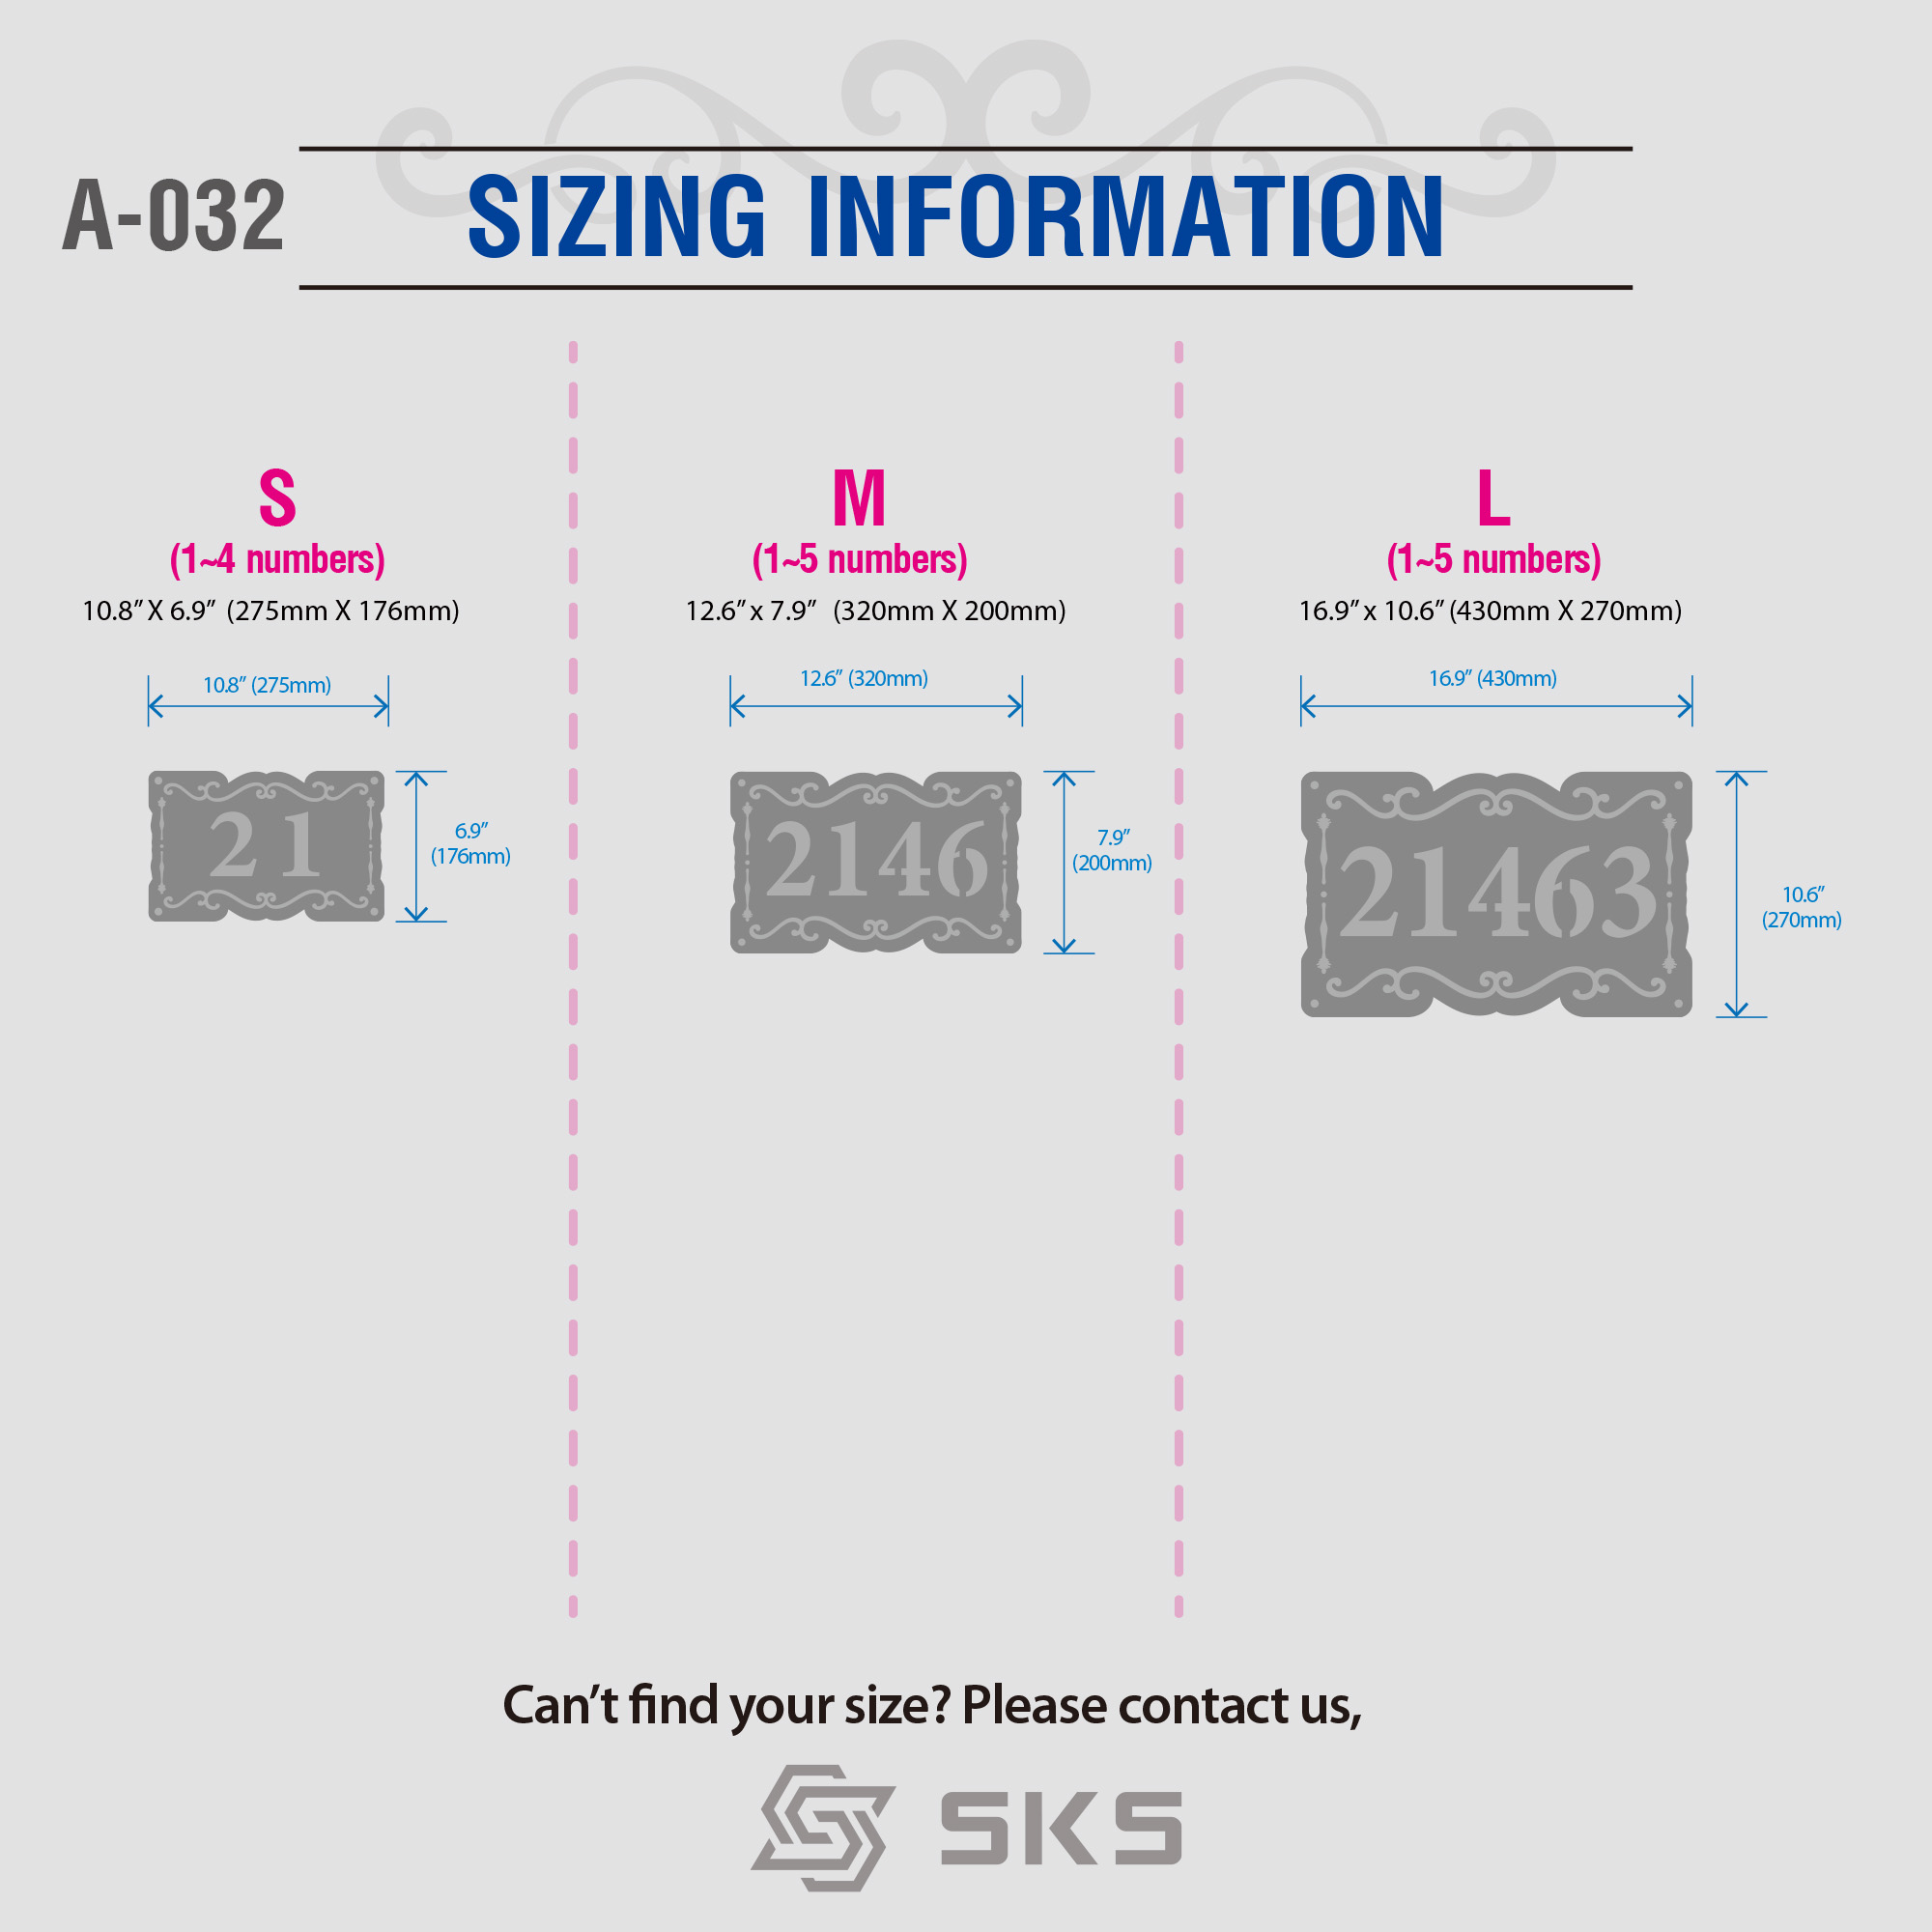 A-032
SIZING INFORMATION
S
(1~4 numbers)
10.8” X 6.9” (275mm X 176mm)
10.8” (275mm)
21
6.9”
(176mm)
M
(1~5 numbers)
12.6” x 7.9” (320mm X 200mm)
12.6” (320mm)
2146
7.9”
(200mm)
L
(1~5 numbers)
16.9” x 10.6” (430mm X 270mm)
16.9” (430mm)
21463
10.6”
(270mm)
Can’t find your size? Please contact us,
SKS